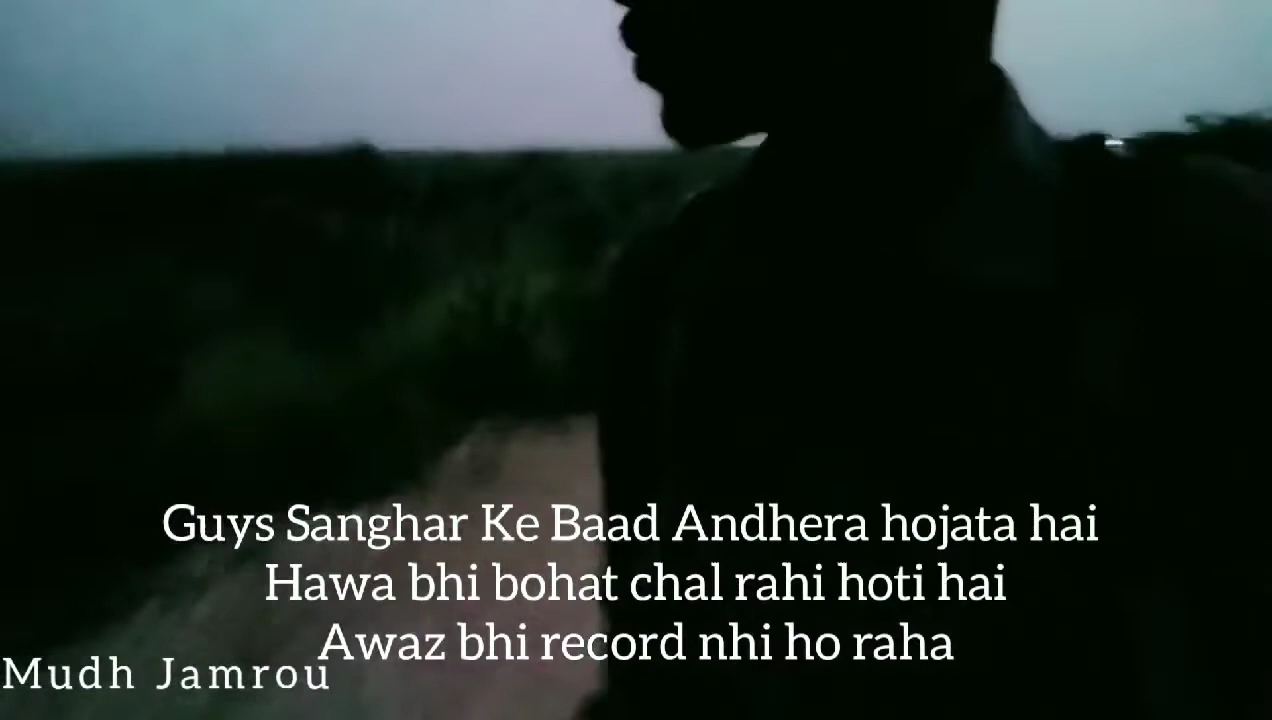 Guys Sanghar Ke Baad Andhera hojata hai
Hawa bhi bohat chal rahi hoti hai
Awaz bhi record nhi ho raha
Mudh Jamrou